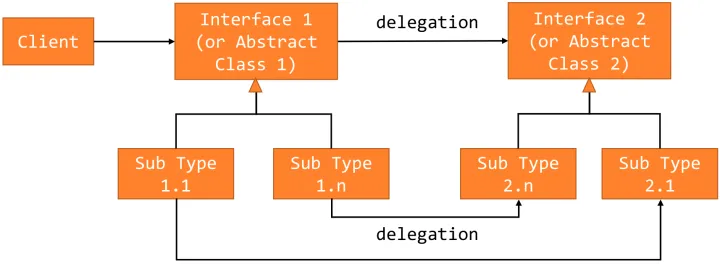 Client
Interface 1
(or Abstract
Class 1)
delegation
Interface 2
(or Abstract
Class 2)
Sub Type
1.1
Sub Type
1.n
Sub Type
2.n
Sub Type
2.1
delegation